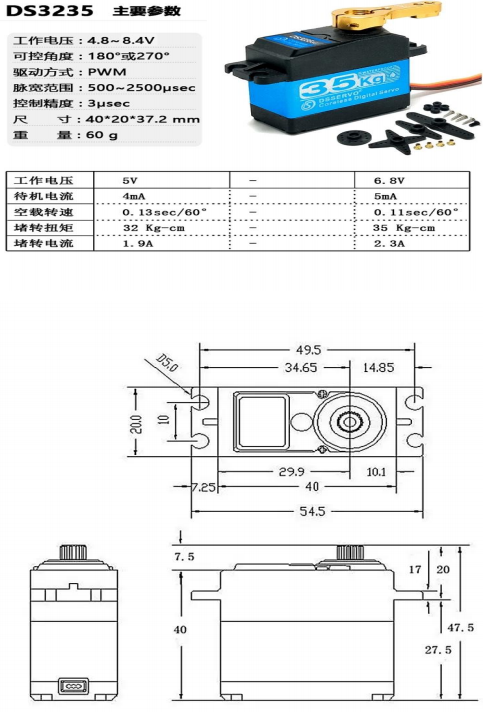 DS3235 主要参数
工作电压：4.8~8.4V
可控角度：180°或270°
驱动方式：PWM
脉宽范围：500~2500μsec
控制精度：3μsec
尺 寸：40*20*37.2 mm
重 量：60 g
35kg
DSSERVO
Coreless Digital Servo
工作电压 5V - 6.8V
待机电流 4mA - 5mA
空载转速 0.13sec/60° - 0.11sec/60°
堵转扭矩 32 Kg-cm - 35 Kg-cm
堵转电流 1.9A - 2.3A
49.5
D5.0
34.65 14.85
20.0
10
29.9 10.1
7.25 40
54.5
7.5
17 20
40
47.5
27.5